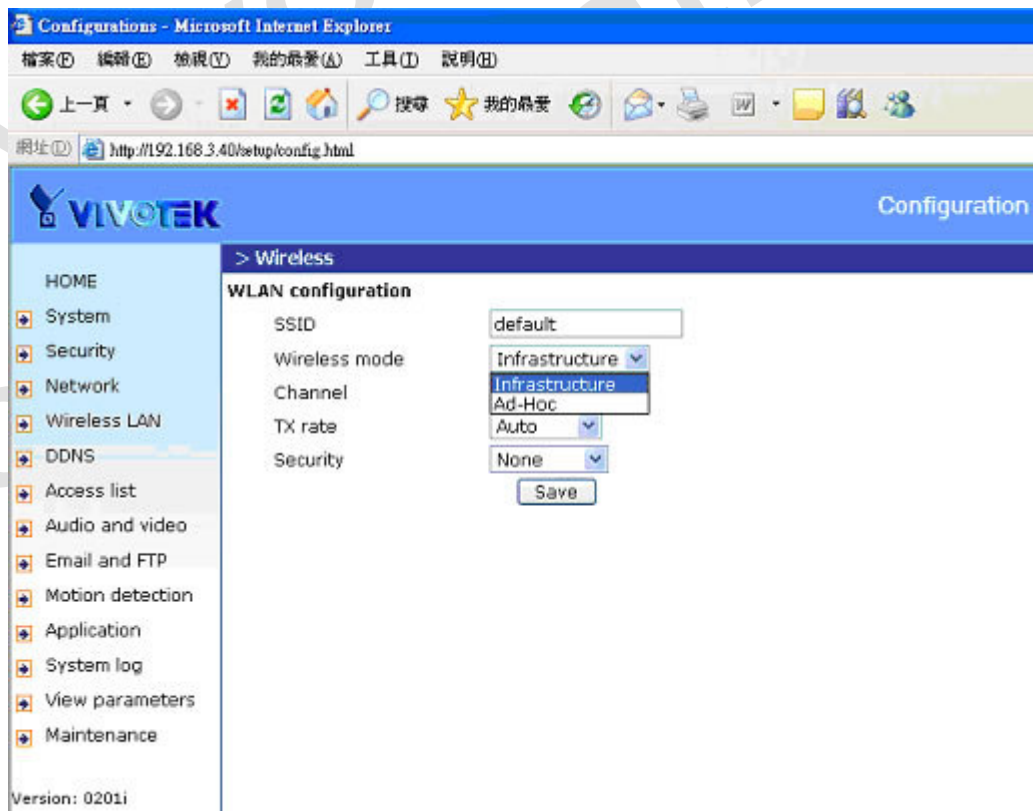 Configurations - Microsoft Internet Explorer
檔案(F) 編輯(E) 檢視(V) 我的最愛(A) 工具(T) 說明(H)
上一頁 搜尋 我的最愛
網址(D) http://192.168.3.40/setup/config.html
VIVOTEK
Configuration
HOME
System
Security
Network
Wireless LAN
DDNS
Access list
Audio and video
Email and FTP
Motion detection
Application
System log
View parameters
Maintenance
Version: 0201i
> Wireless
WLAN configuration
SSID default
Wireless mode Infrastructure
Infrastructure
Ad-Hoc
Channel
TX rate Auto
Security None
Save